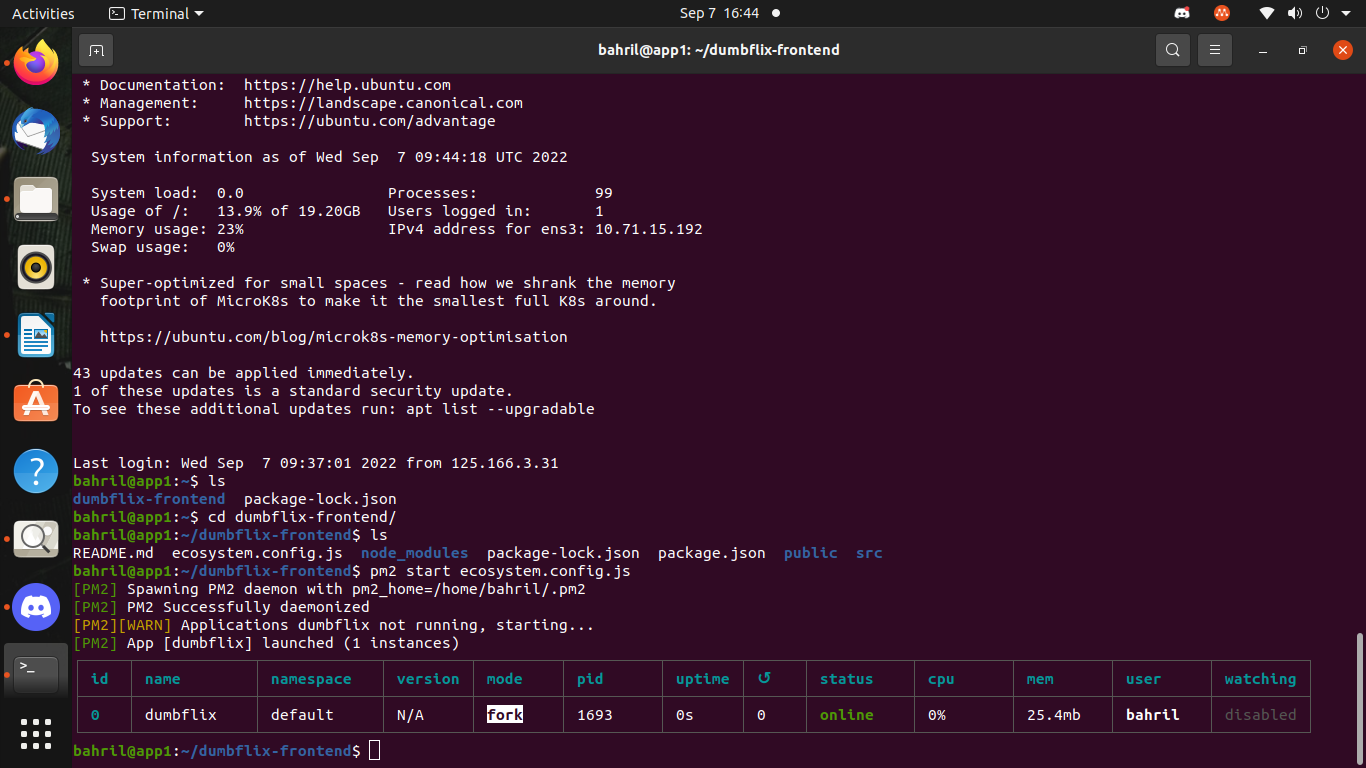 Activities Terminal Sep 7 16:44
bahril@app1: ~/dumbflix-frontend
* Documentation: https://help.ubuntu.com
* Management: https://landscape.canonical.com
* Support: https://ubuntu.com/advantage
System information as of Wed Sep 7 09:44:18 UTC 2022
System load: 0.0 Processes: 99
Usage of /: 13.9% of 19.20GB Users logged in: 1
Memory usage: 23% IPv4 address for ens3: 10.71.15.192
Swap usage: 0%
* Super-optimized for small spaces - read how we shrank the memory
footprint of MicroK8s to make it the smallest full K8s around.
https://ubuntu.com/blog/microk8s-memory-optimisation
43 updates can be applied immediately.
1 of these updates is a standard security update.
To see these additional updates run: apt list --upgradable
Last login: Wed Sep 7 09:37:01 2022 from 125.166.3.31
bahril@app1:~$ ls
dumbflix-frontend package-lock.json
bahril@app1:~$ cd dumbflix-frontend/
bahril@app1:~/dumbflix-frontend$ ls
README.md ecosystem.config.js node_modules package-lock.json package.json public src
bahril@app1:~/dumbflix-frontend$ pm2 start ecosystem.config.js
[PM2] Spawning PM2 daemon with pm2_home=/home/bahril/.pm2
[PM2] PM2 Successfully daemonized
[PM2][WARN] Applications dumbflix not running, starting...
[PM2] App [dumbflix] launched (1 instances)
id name namespace version mode pid uptime ↺ status cpu mem user watching
0 dumbflix default N/A fork 1693 0s 0 online 0% 25.4mb bahril disabled
bahril@app1:~/dumbflix-frontend$